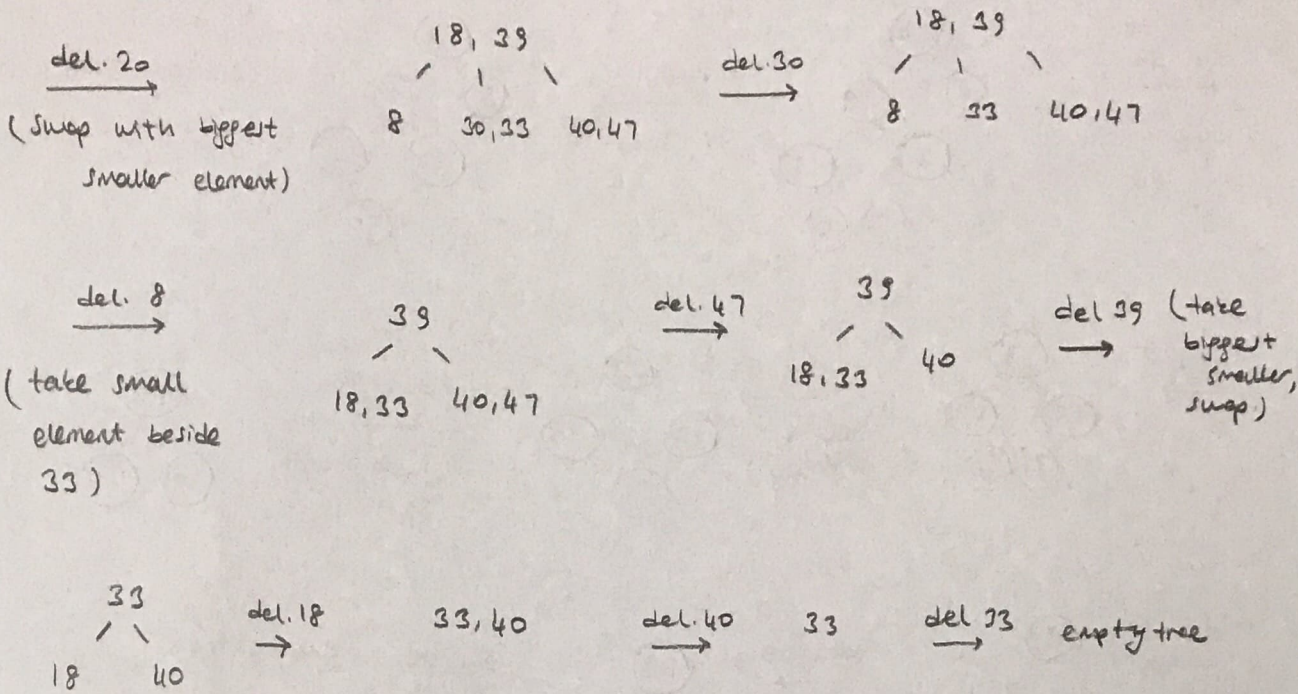 del. 20
(swap with biggest
smaller element)
18, 39
8 30,33 40,47
del. 30
18, 39
8 33 40,47
del. 8
(take small
element beside
33)
39
18,33 40,47
del. 47
39
18,33 40
del 39 (take
biggest
smaller,
swap.)
33
18 40
del. 18
33,40
del. 40
33
del 33
empty tree